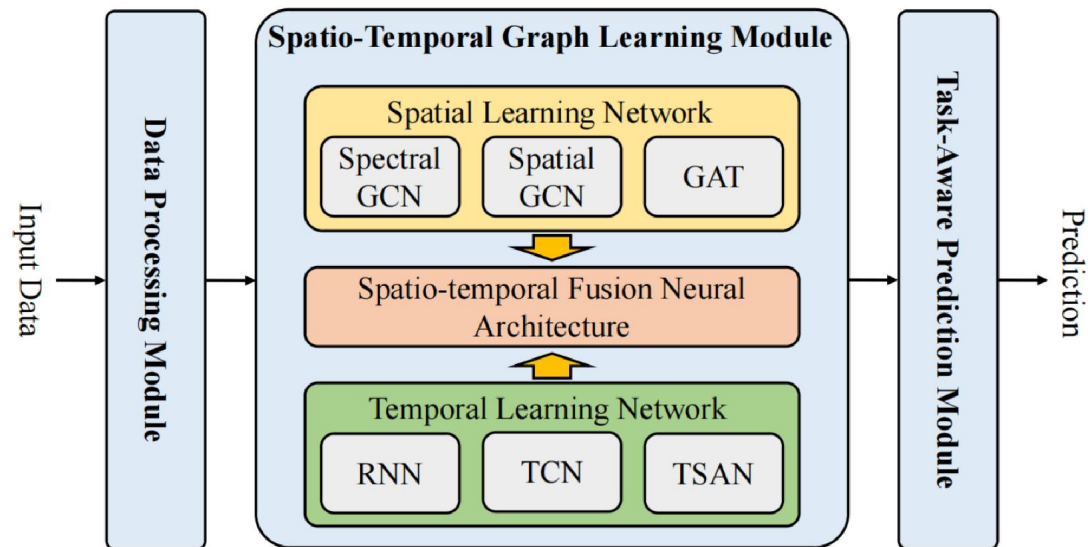 Input Data
Data Processing Module
Spatio-Temporal Graph Learning Module
Spatial Learning Network
Spectral
GCN
Spatial
GCN
GAT
Spatio-temporal Fusion Neural
Architecture
Temporal Learning Network
RNN
TCN
TSAN
Task-Aware Prediction Module
Prediction